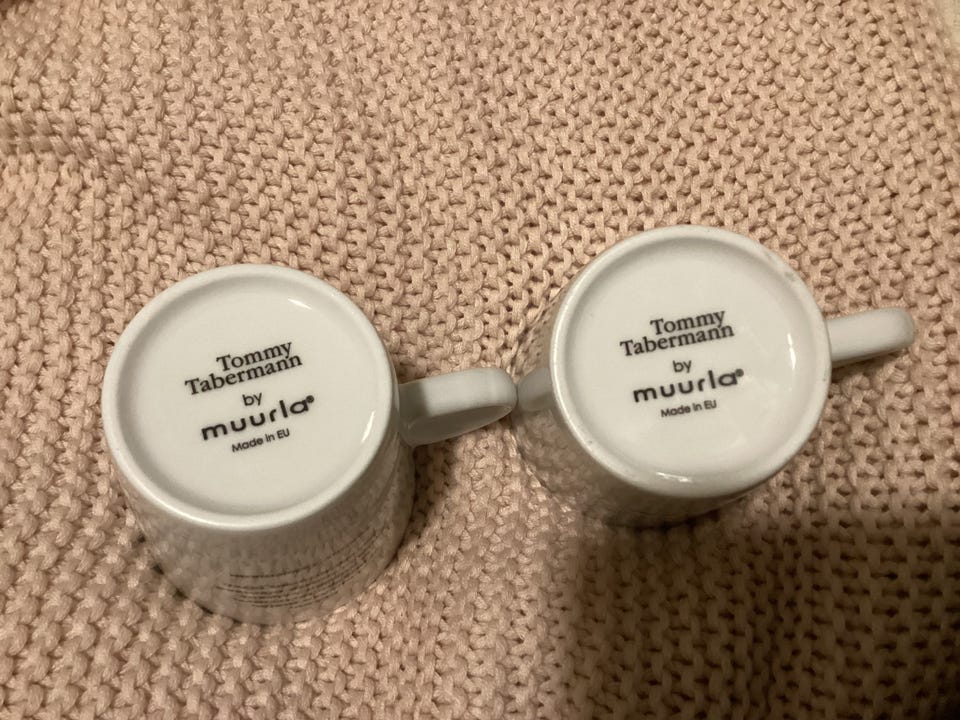 Tommy
Tabermann
by
muurla®
Made in EU
Tommy
Tabermann
by
muurla®
Made in EU